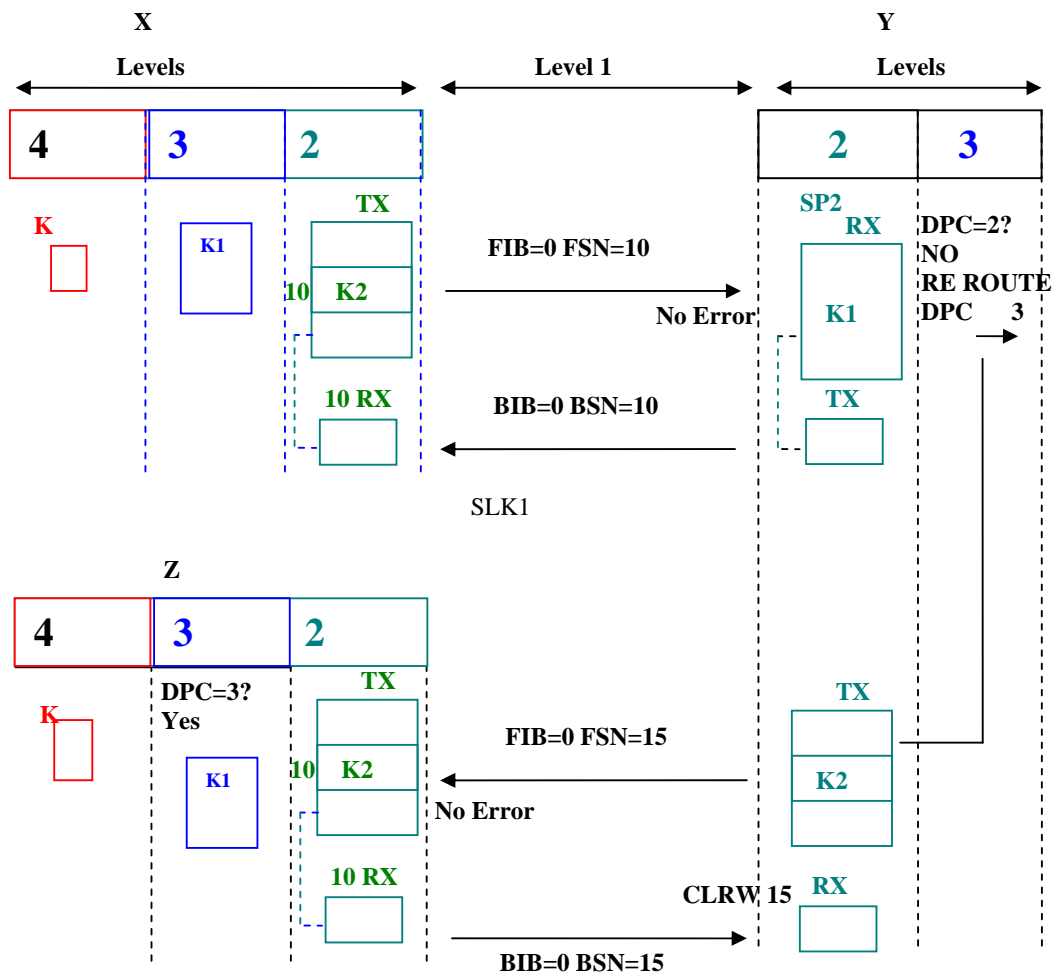 X Y
Levels Level 1 Levels
4 3 2 2 3
SP2
TX RX DPC=2?
K K1 FIB=0 FSN=10 NO
RE ROUTE
10 K2 No Error K1 DPC 3
10 RX BIB=0 BSN=10 TX
SLK1
Z
4 3 2
DPC=3? TX TX
K Yes
FIB=0 FSN=15
K1 10 K2 K2
No Error
10 RX CLRW 15 RX
BIB=0 BSN=15